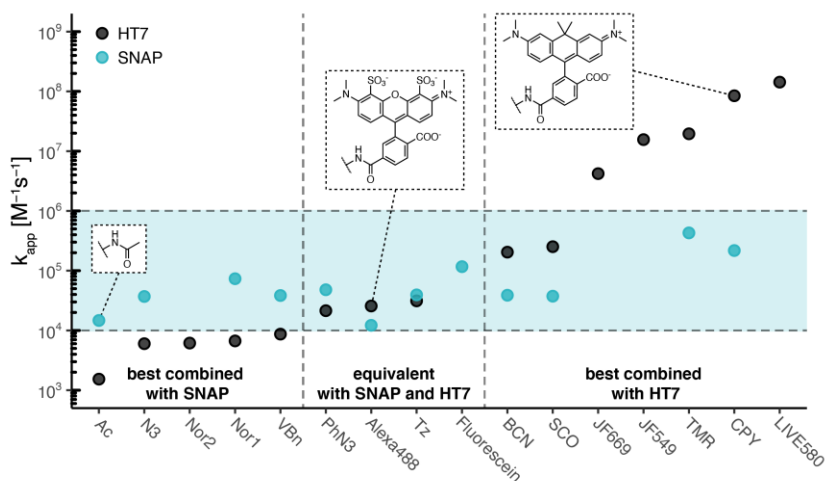 10⁹
HT7
SNAP
10⁸
10⁷
10⁶
10⁵
10⁴
10³
k_app [M⁻¹s⁻¹]
SO₃⁻ SO₃⁻
N O N⁺
COO⁻
H
N
O
N N⁺
COO⁻
H
N
O
H
N
O
best combined
with SNAP
equivalent
with SNAP and HT7
best combined
with HT7
Ac
N3
Nor2
Nor1
VBn
PhN3
Alexa488
Tz
Fluorescein
BCN
SCO
JF669
JF549
TMR
CPY
LIVE580